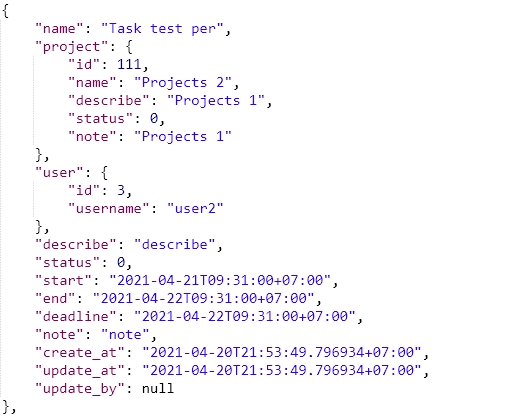 {
    "name": "Task test per",
    "project": {
        "id": 111,
        "name": "Projects 2",
        "describe": "Projects 1",
        "status": 0,
        "note": "Projects 1"
    },
    "user": {
        "id": 3,
        "username": "user2"
    },
    "describe": "describe",
    "status": 0,
    "start": "2021-04-21T09:31:00+07:00",
    "end": "2021-04-22T09:31:00+07:00",
    "deadline": "2021-04-22T09:31:00+07:00",
    "note": "note",
    "create_at": "2021-04-20T21:53:49.796934+07:00",
    "update_at": "2021-04-20T21:53:49.796934+07:00",
    "update_by": null
},